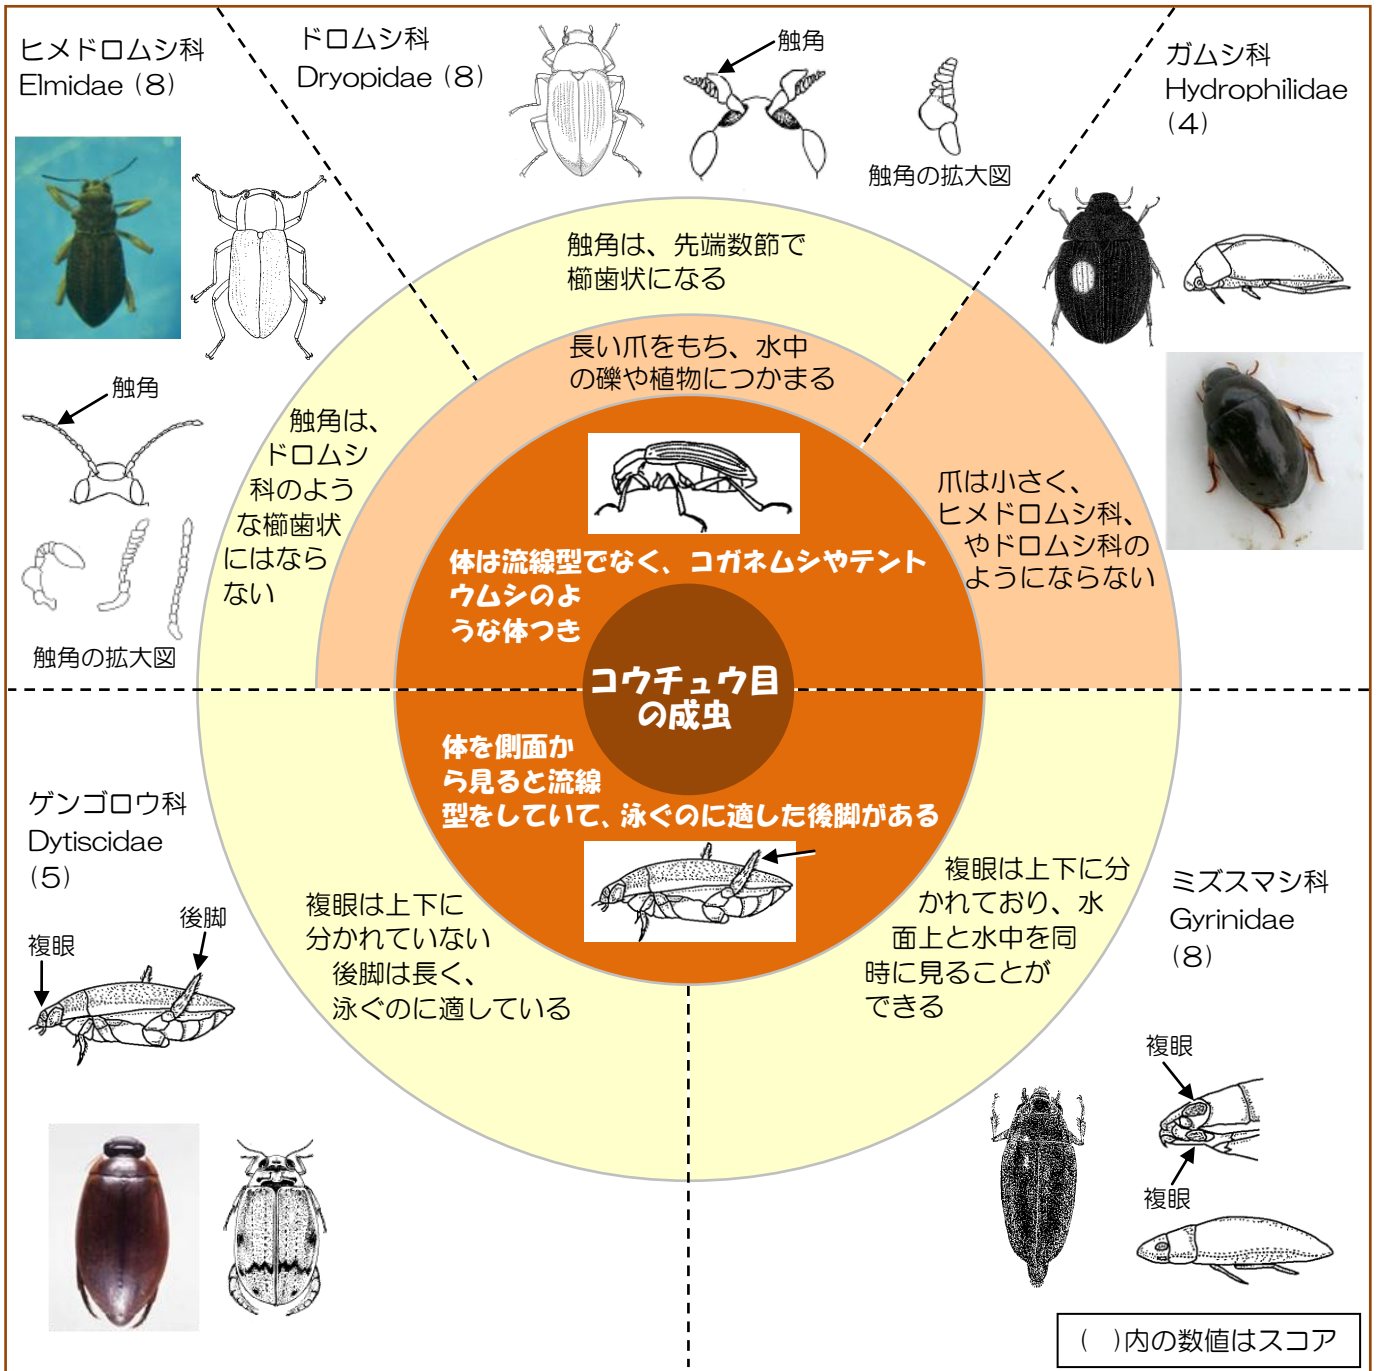 ヒメドロムシ科
Elmidae (8)
ドロムシ科
Dryopidae (8)
触角
触角の拡大図
ガムシ科
Hydrophilidae
(4)
触角は、先端数節で
櫛歯状になる
長い爪をもち、水中
の礫や植物につかまる
触角
触角は、
ドロムシ
科のよう
な櫛歯状
にはなら
ない
触角の拡大図
爪は小さく、
ヒメドロムシ科、
やドロムシ科の
ようにならない
体は流線型でなく、コガネムシやテント
ウムシのよ
うな体つき
コウチュウ目
の成虫
体を側面か
ら見ると流線
型をしていて、泳ぐのに適した後脚がある
ゲンゴロウ科
Dytiscidae
(5)
複眼
後脚
複眼は上下に
分かれていない
後脚は長く、
泳ぐのに適している
複眼は上下に分
かれており、水
面上と水中を同
時に見ることが
できる
ミズスマシ科
Gyrinidae
(8)
複眼
複眼
( )内の数値はスコア